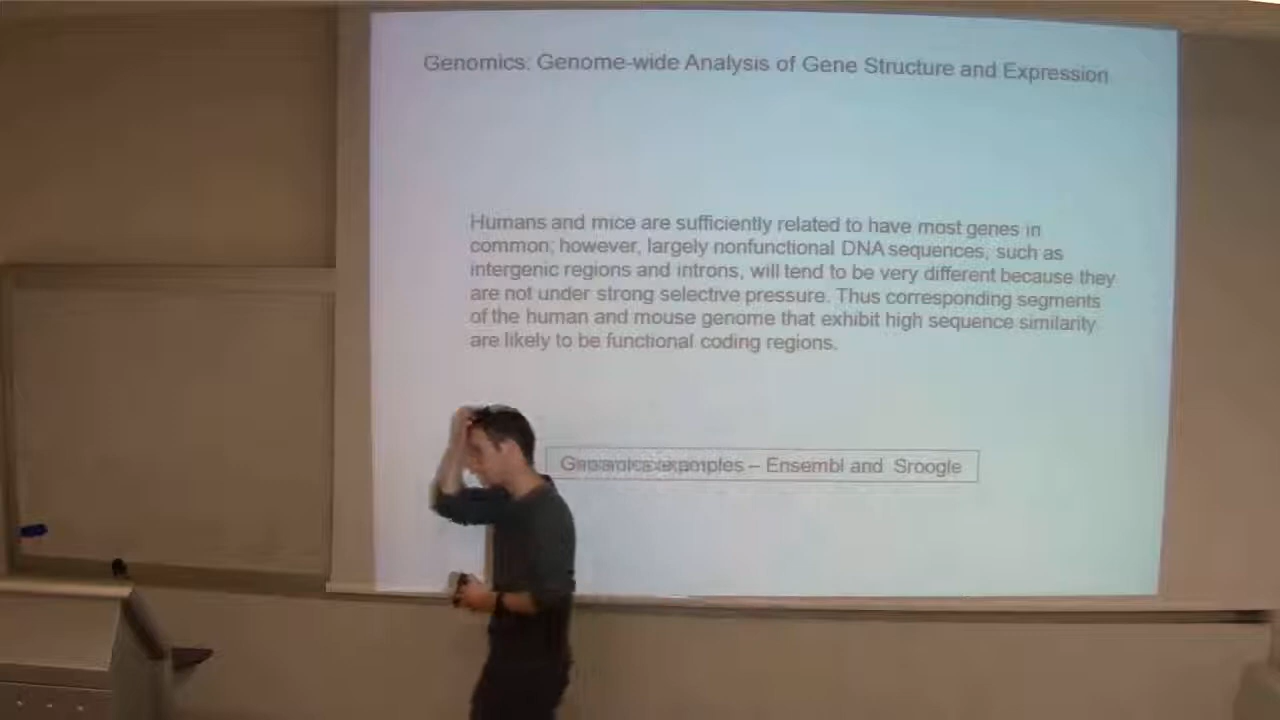 Genomics: Genome-wide Analysis of Gene Structure and Expression
Humans and mice are sufficiently related to have most genes in
common; however, largely nonfunctional DNA sequences, such as
intergenic regions and introns, will tend to be very different because they
are not under strong selective pressure. Thus corresponding segments
of the human and mouse genome that exhibit high sequence similarity
are likely to be functional coding regions.
examples – Ensembl and Sroogle